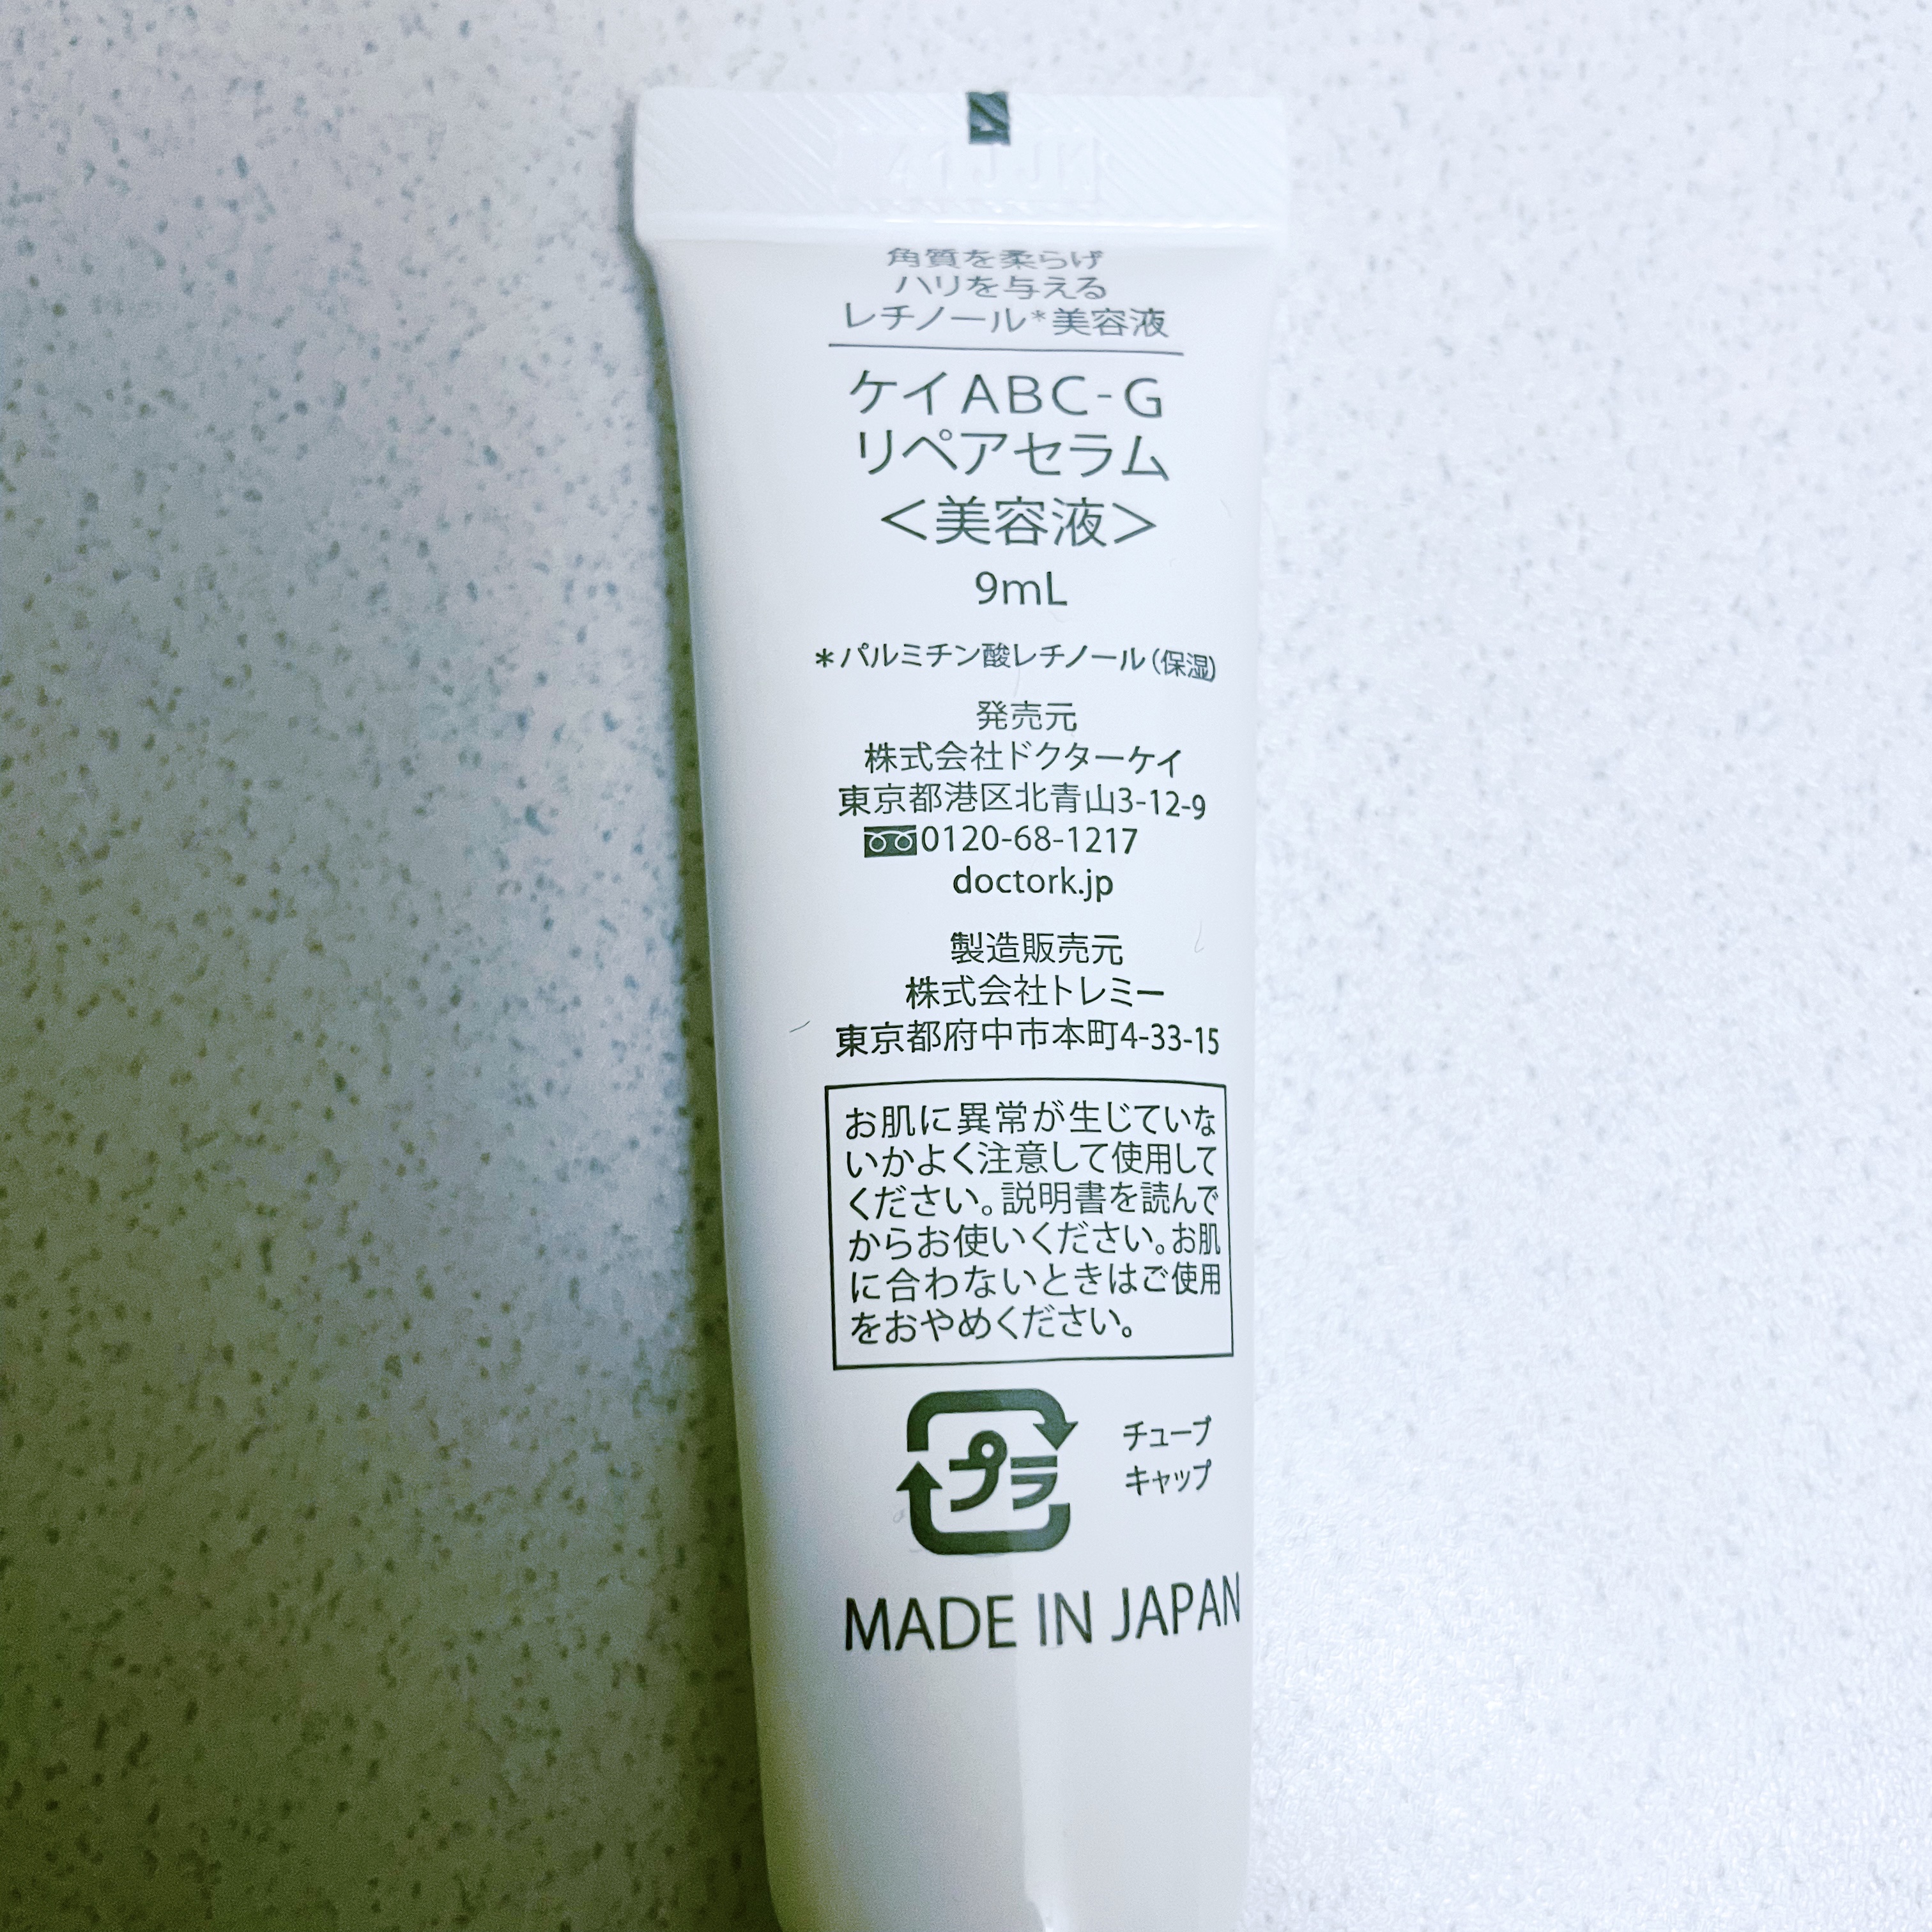 角質を柔らげ
ハリを与える
レチノール*美容液
ケイABC-G
リペアセラム
＜美容液＞
9mL
*パルミチン酸レチノール(保湿)
発売元
株式会社ドクターケイ
東京都港区北青山3-12-9
0120-68-1217
doctork.jp
製造販売元
株式会社トレミー
東京都府中市本町4-33-15
お肌に異常が生じていな
いかよく注意して使用して
ください。説明書を読んで
からお使いください。お肌
に合わないときはご使用
をおやめください。
プラ
チューブ
キャップ
MADE IN JAPAN